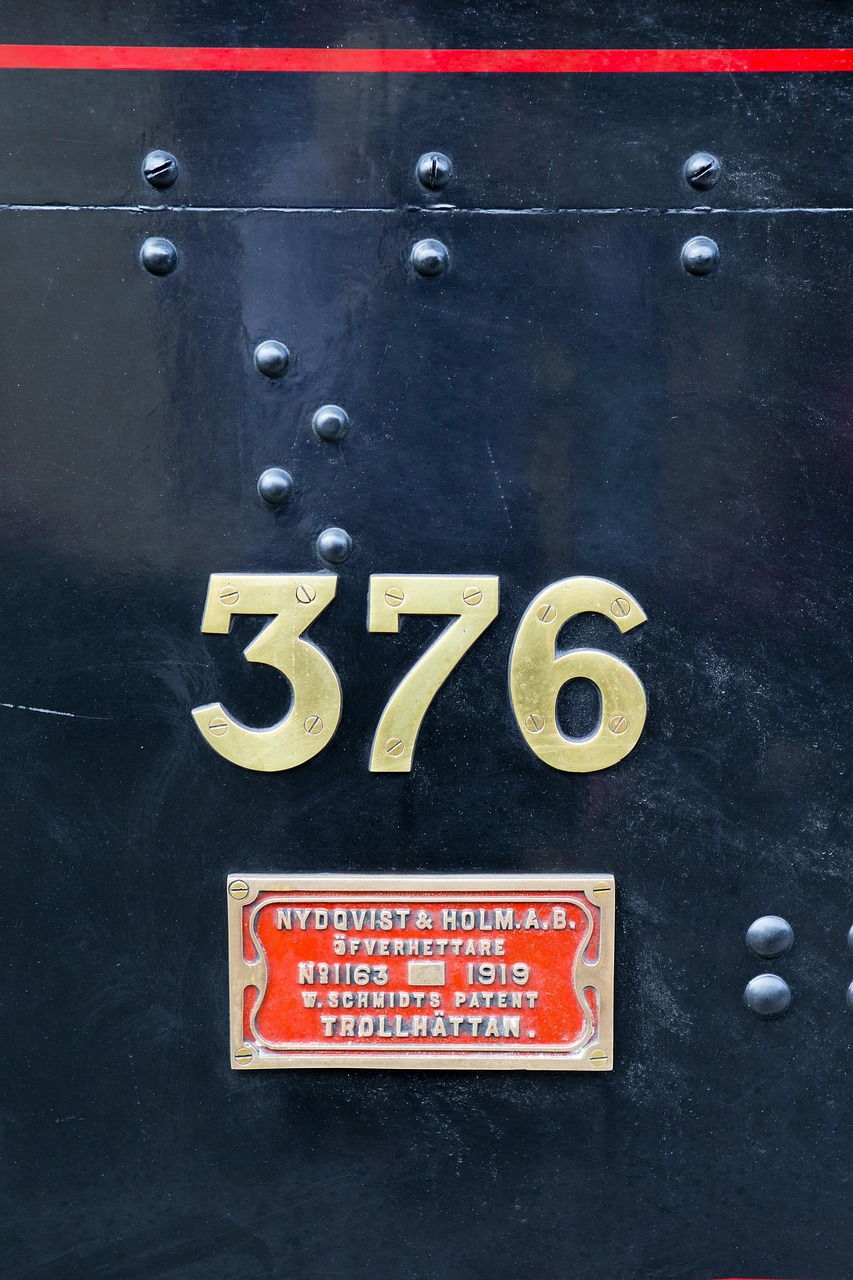 376
NYDQVIST & HOLM.A.B.
ÖFVERHETTARE
Nº1163 1919
W.SCHMIDTS PATENT
TROLLHÄTTAN.